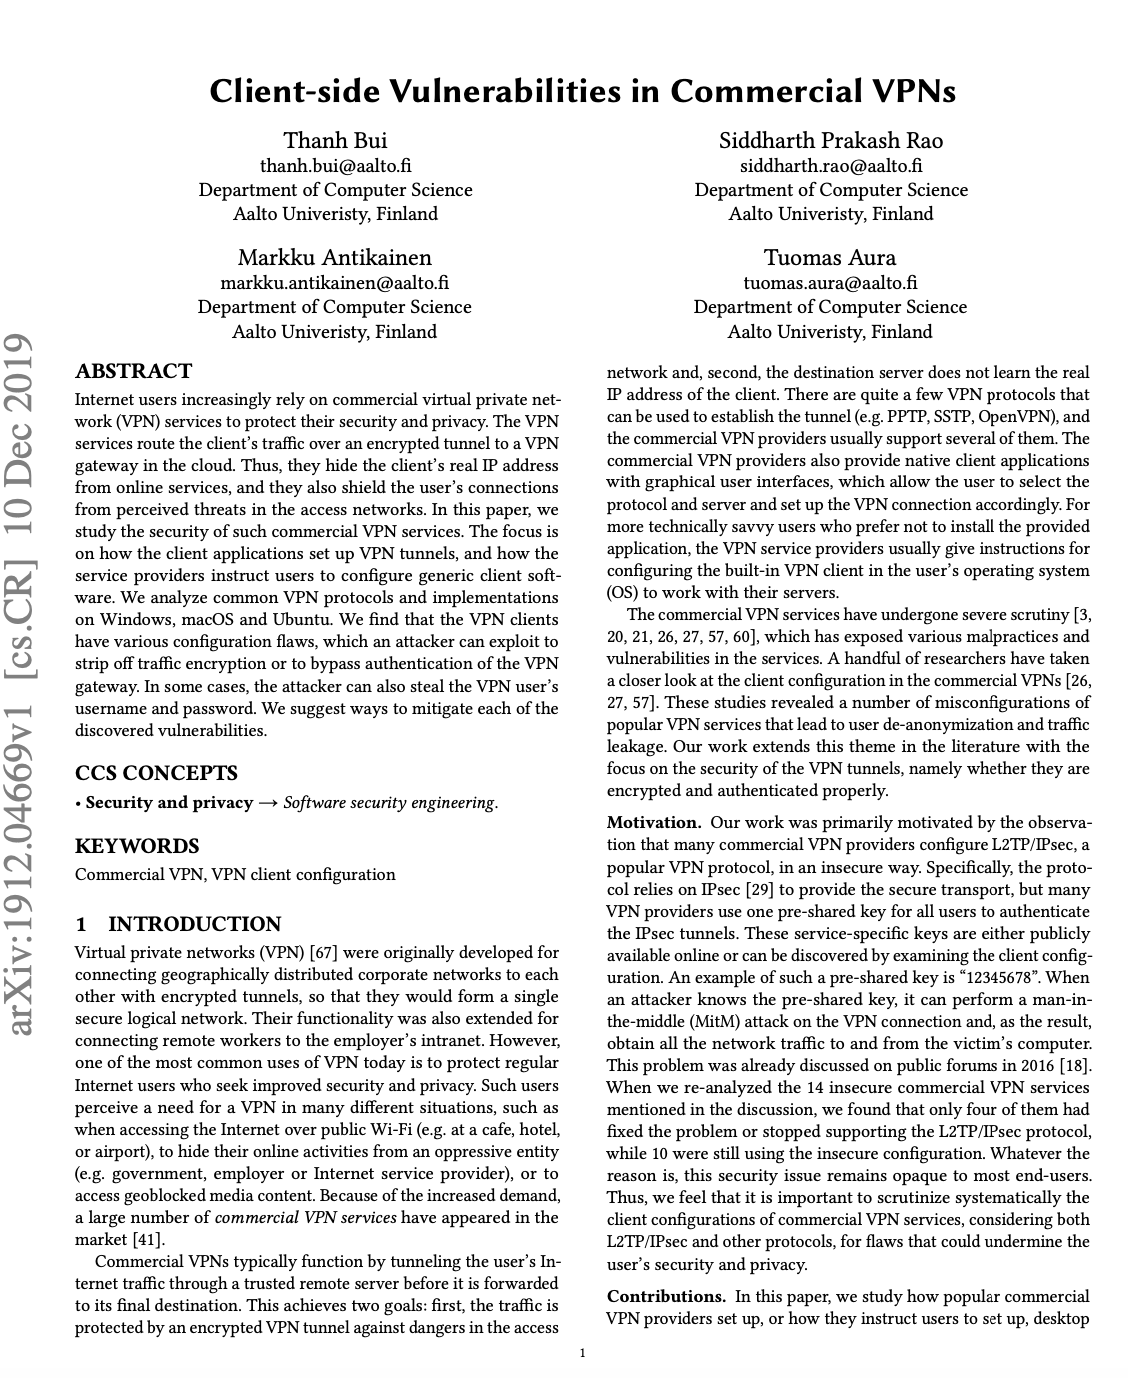 Client-side Vulnerabilities in Commercial VPNs
Thanh Bui
thanh.bui@aalto.fi
Department of Computer Science
Aalto Univeristy, Finland
Siddharth Prakash Rao
siddharth.rao@aalto.fi
Department of Computer Science
Aalto Univeristy, Finland
Markku Antikainen
markku.antikainen@aalto.fi
Department of Computer Science
Aalto Univeristy, Finland
Tuomas Aura
tuomas.aura@aalto.fi
Department of Computer Science
Aalto Univeristy, Finland
arXiv:1912.04669v1 [cs.CR] 10 Dec 2019
ABSTRACT
Internet users increasingly rely on commercial virtual private net-
work (VPN) services to protect their security and privacy. The VPN
services route the client's traffic over an encrypted tunnel to a VPN
gateway in the cloud. Thus, they hide the client's real IP address
from online services, and they also shield the user's connections
from perceived threats in the access networks. In this paper, we
study the security of such commercial VPN services. The focus is
on how the client applications set up VPN tunnels, and how the
service providers instruct users to configure generic client soft-
ware. We analyze common VPN protocols and implementations
on Windows, macOS and Ubuntu. We find that the VPN clients
have various configuration flaws, which an attacker can exploit to
strip off traffic encryption or to bypass authentication of the VPN
gateway. In some cases, the attacker can also steal the VPN user's
username and password. We suggest ways to mitigate each of the
discovered vulnerabilities.
CCS CONCEPTS
• Security and privacy → Software security engineering.
KEYWORDS
Commercial VPN, VPN client configuration
1 INTRODUCTION
Virtual private networks (VPN) [67] were originally developed for
connecting geographically distributed corporate networks to each
other with encrypted tunnels, so that they would form a single
secure logical network. Their functionality was also extended for
connecting remote workers to the employer's intranet. However,
one of the most common uses of VPN today is to protect regular
Internet users who seek improved security and privacy. Such users
perceive a need for a VPN in many different situations, such as
when accessing the Internet over public Wi-Fi (e.g. at a cafe, hotel,
or airport), to hide their online activities from an oppressive entity
(e.g. government, employer or Internet service provider), or to
access geoblocked media content. Because of the increased demand,
a large number of commercial VPN services have appeared in the
market [41].
Commercial VPNs typically function by tunneling the user's In-
ternet traffic through a trusted remote server before it is forwarded
to its final destination. This achieves two goals: first, the traffic is
protected by an encrypted VPN tunnel against dangers in the access
network and, second, the destination server does not learn the real
IP address of the client. There are quite a few VPN protocols that
can be used to establish the tunnel (e.g. PPTP, SSTP, OpenVPN), and
the commercial VPN providers usually support several of them. The
commercial VPN providers also provide native client applications
with graphical user interfaces, which allow the user to select the
protocol and server and set up the VPN connection accordingly. For
more technically savvy users who prefer not to install the provided
application, the VPN service providers usually give instructions for
configuring the built-in VPN client in the user's operating system
(OS) to work with their servers.
The commercial VPN services have undergone severe scrutiny [3,
20, 21, 26, 27, 57, 60], which has exposed various malpractices and
vulnerabilities in the services. A handful of researchers have taken
a closer look at the client configuration in the commercial VPNs [26,
27, 57]. These studies revealed a number of misconfigurations of
popular VPN services that lead to user de-anonymization and traffic
leakage. Our work extends this theme in the literature with the
focus on the security of the VPN tunnels, namely whether they are
encrypted and authenticated properly.
Motivation. Our work was primarily motivated by the observa-
tion that many commercial VPN providers configure L2TP/IPsec, a
popular VPN protocol, in an insecure way. Specifically, the proto-
col relies on IPsec [29] to provide the secure transport, but many
VPN providers use one pre-shared key for all users to authenticate
the IPsec tunnels. These service-specific keys are either publicly
available online or can be discovered by examining the client config-
uration. An example of such a pre-shared key is "12345678". When
an attacker knows the pre-shared key, it can perform a man-in-
the-middle (MitM) attack on the VPN connection and, as the result,
obtain all the network traffic to and from the victim's computer.
This problem was already discussed on public forums in 2016 [18].
When we re-analyzed the 14 insecure commercial VPN services
mentioned in the discussion, we found that only four of them had
fixed the problem or stopped supporting the L2TP/IPsec protocol,
while 10 were still using the insecure configuration. Whatever the
reason is, this security issue remains opaque to most end-users.
Thus, we feel that it is important to scrutinize systematically the
client configurations of commercial VPN services, considering both
L2TP/IPsec and other protocols, for flaws that could undermine the
user's security and privacy.
Contributions. In this paper, we study how popular commercial
VPN providers set up, or how they instruct users to set up, desktop
1